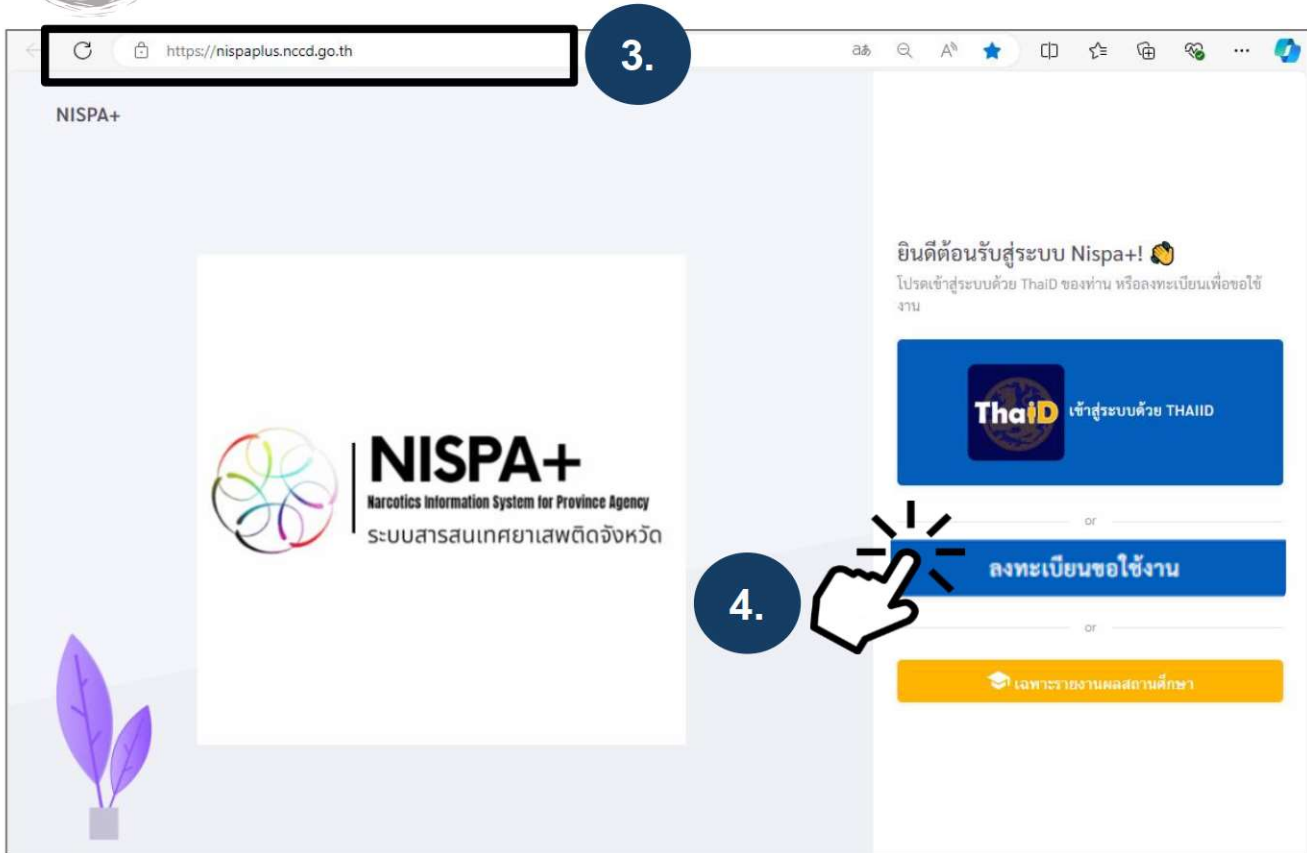 https://nispaplus.nccd.go.th
3.
NISPA+
ยินดีต้อนรับสู่ระบบ Nispa+!
โปรดเข้าสู่ระบบด้วย ThaiD ของท่าน หรือลงทะเบียนเพื่อขอใช้
งาน
ThaiD เข้าสู่ระบบด้วย THAIID
NISPA+
Narcotics Information System for Province Agency
ระบบสารสนเทศยาเสพติดจังหวัด
or
4.
ลงทะเบียนขอใช้งาน
or
เฉพาะรายงานผลสถานศึกษา